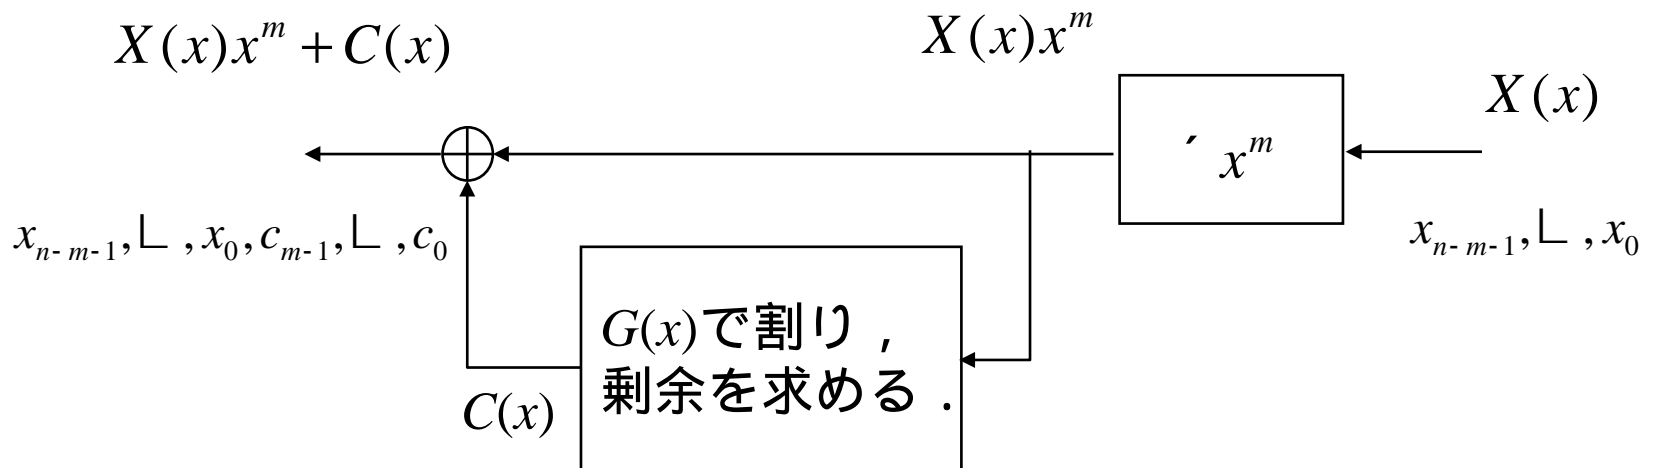 X(x)x^m + C(x)
X(x)x^m
X(x)
´ x^m
x_{n-m-1}, L , x_0, c_{m-1}, L , c_0
x_{n-m-1}, L , x_0
G(x)で割り，
剰余を求める．
C(x)